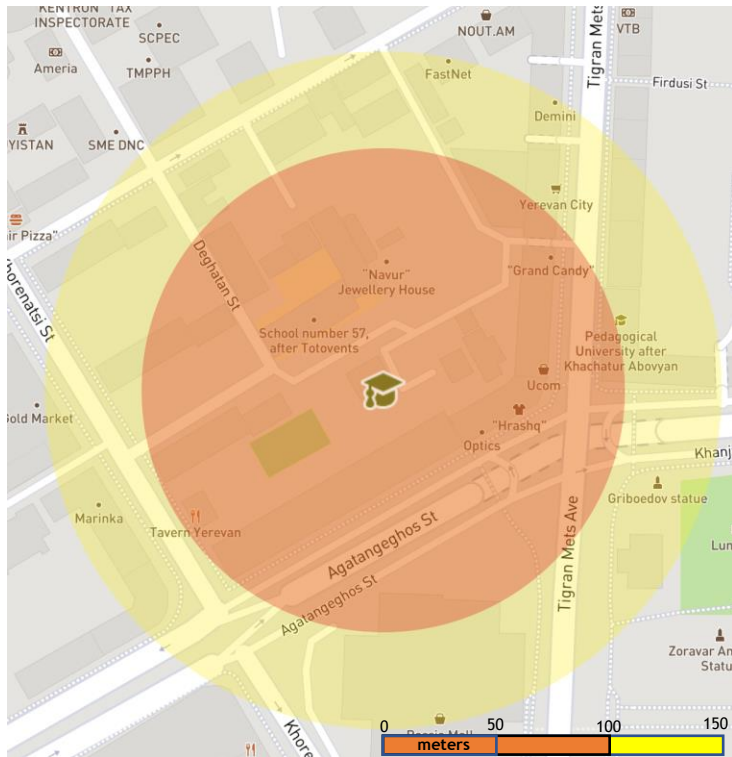 KENTRON TAX
INSPECTORATE
SCPEC
NOUT.AM
VTB
Ameria
TMPPH
FastNet
Tigran Mets
Firdusi St
Demini
YISTAN
SME DNC
Yerevan City
ir Pizza"
Deghatan St
"Navur"
Jewellery House
"Grand Candy"
Khorenatsi St
School number 57,
after Totovents
Pedagogical
University after
Khachatur Abovyan
Ucom
Gold Market
"Hrashq"
Optics
Khanj
Griboedov statue
Marinka
Tavern Yerevan
Agatangeghos St
Tigran Mets Ave
Lun
Agatangeghos St
Zoravar An
Statu
Khore
0 50 100 150
meters